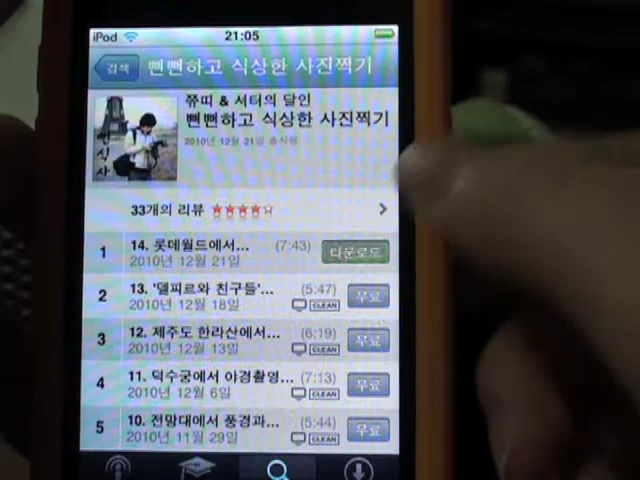 iPod 21:05
검색 뻔뻔하고 식상한 사진찍기
쮸띠 & 셔터의 달인
뻔뻔하고 식상한 사진찍기
2010년 12월 21일 출시됨
뻔
식
사
33개의 리뷰
1 14. 롯데월드에서... (7:43) 다운로드
2010년 12월 21일
2 13. '델피르와 친구들'... (5:47) 무료
2010년 12월 18일 CLEAN
3 12. 제주도 한라산에서... (6:19) 무료
2010년 12월 13일 CLEAN
4 11. 덕수궁에서 야경촬영... (7:13) 무료
2010년 12월 6일 CLEAN
5 10. 전망대에서 풍경과... (5:44) 무료
2010년 11월 29일 CLEAN